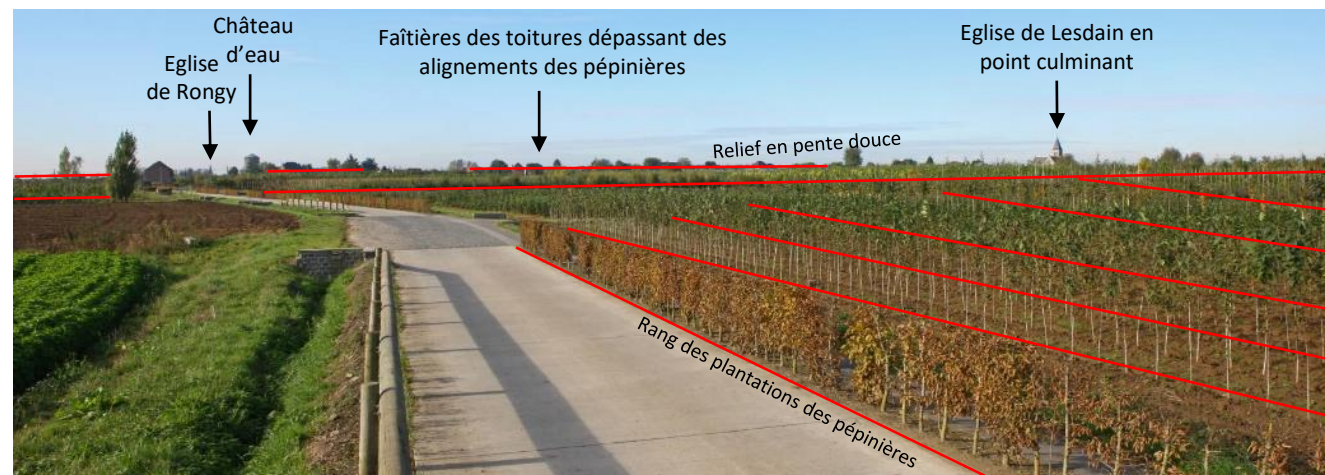 Château
d’eau
Eglise
de Rongy
Faîtières des toitures dépassant des
alignements des pépinières
Eglise de Lesdain en
point culminant
Relief en pente douce
Rang des plantations des pépinières